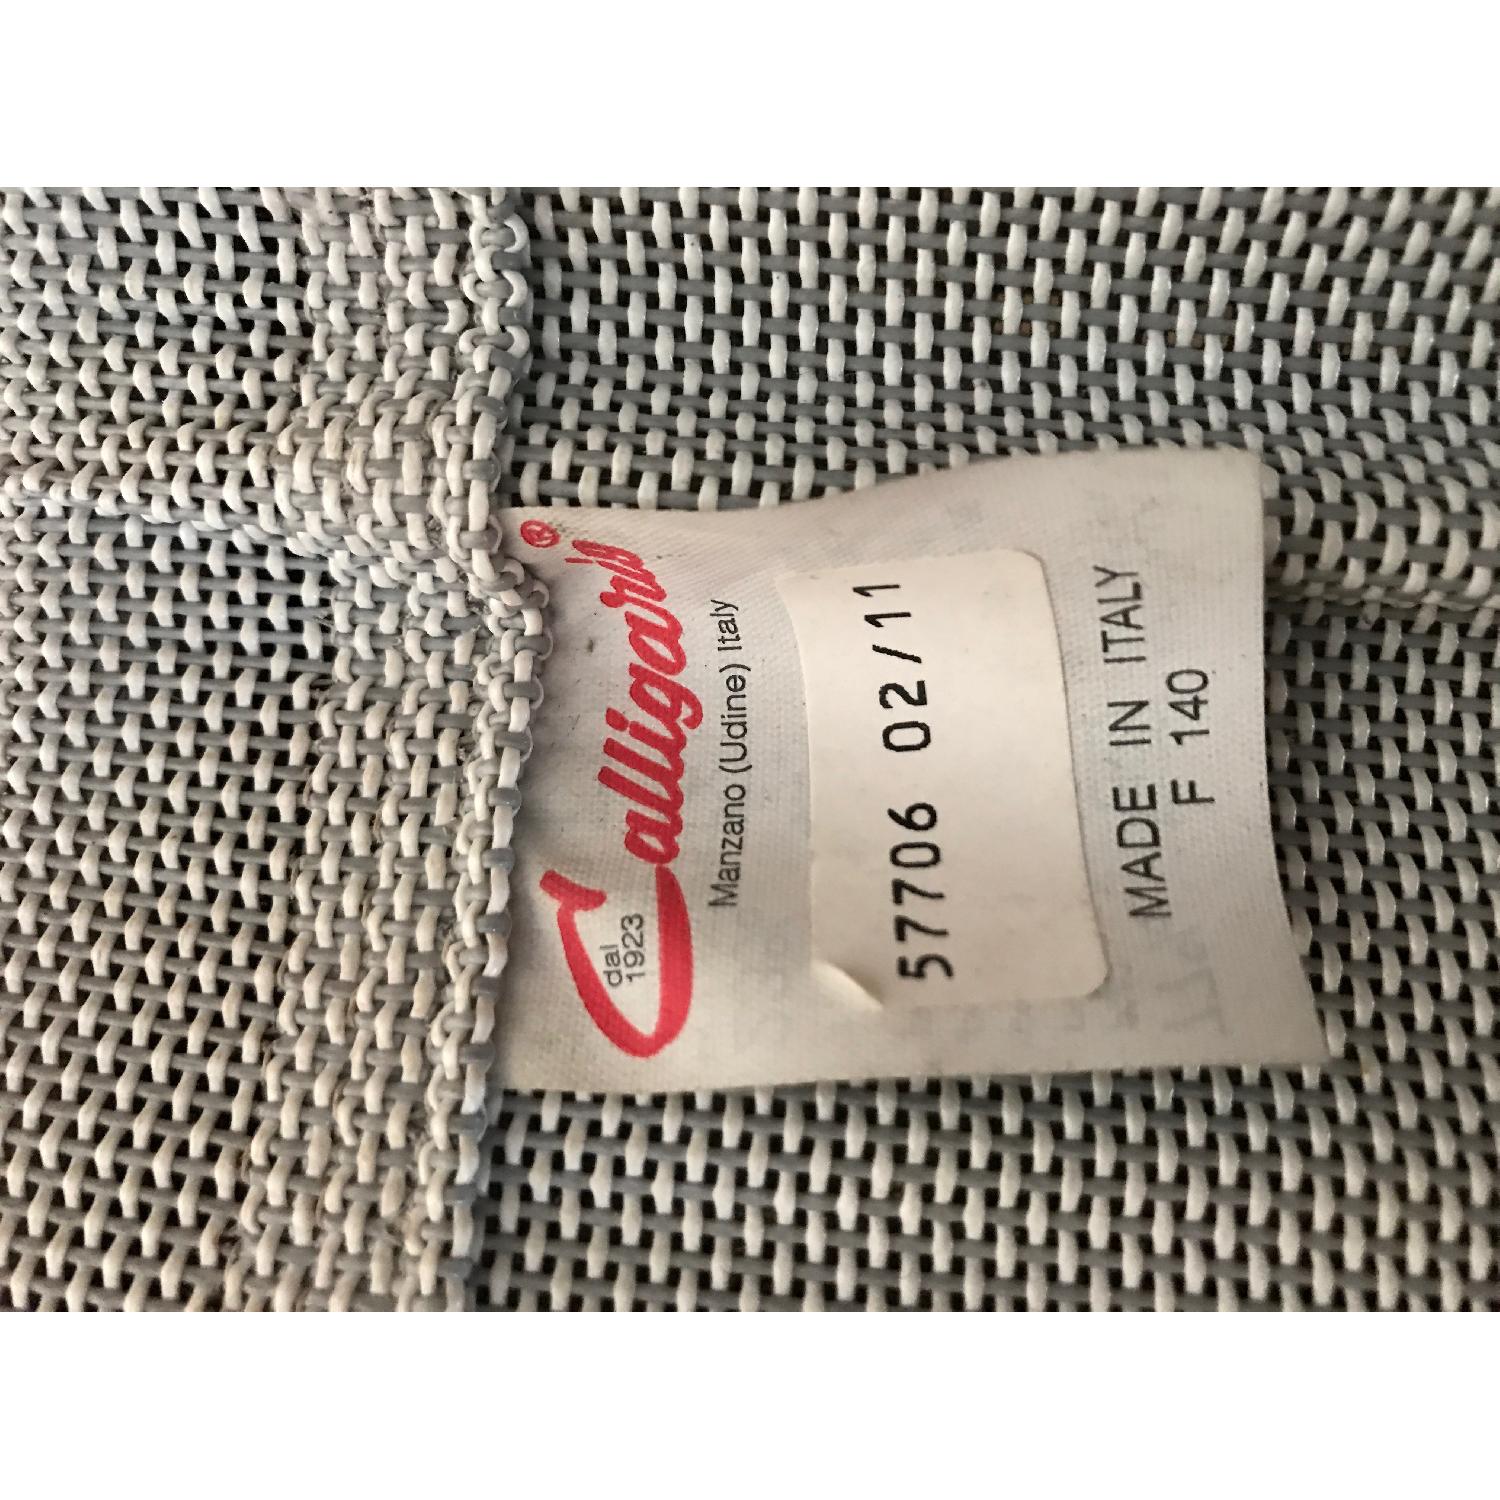 Calligaris®
dal
1923
Manzano (Udine) Italy
57706 02/11
MADE IN ITALY
F 140